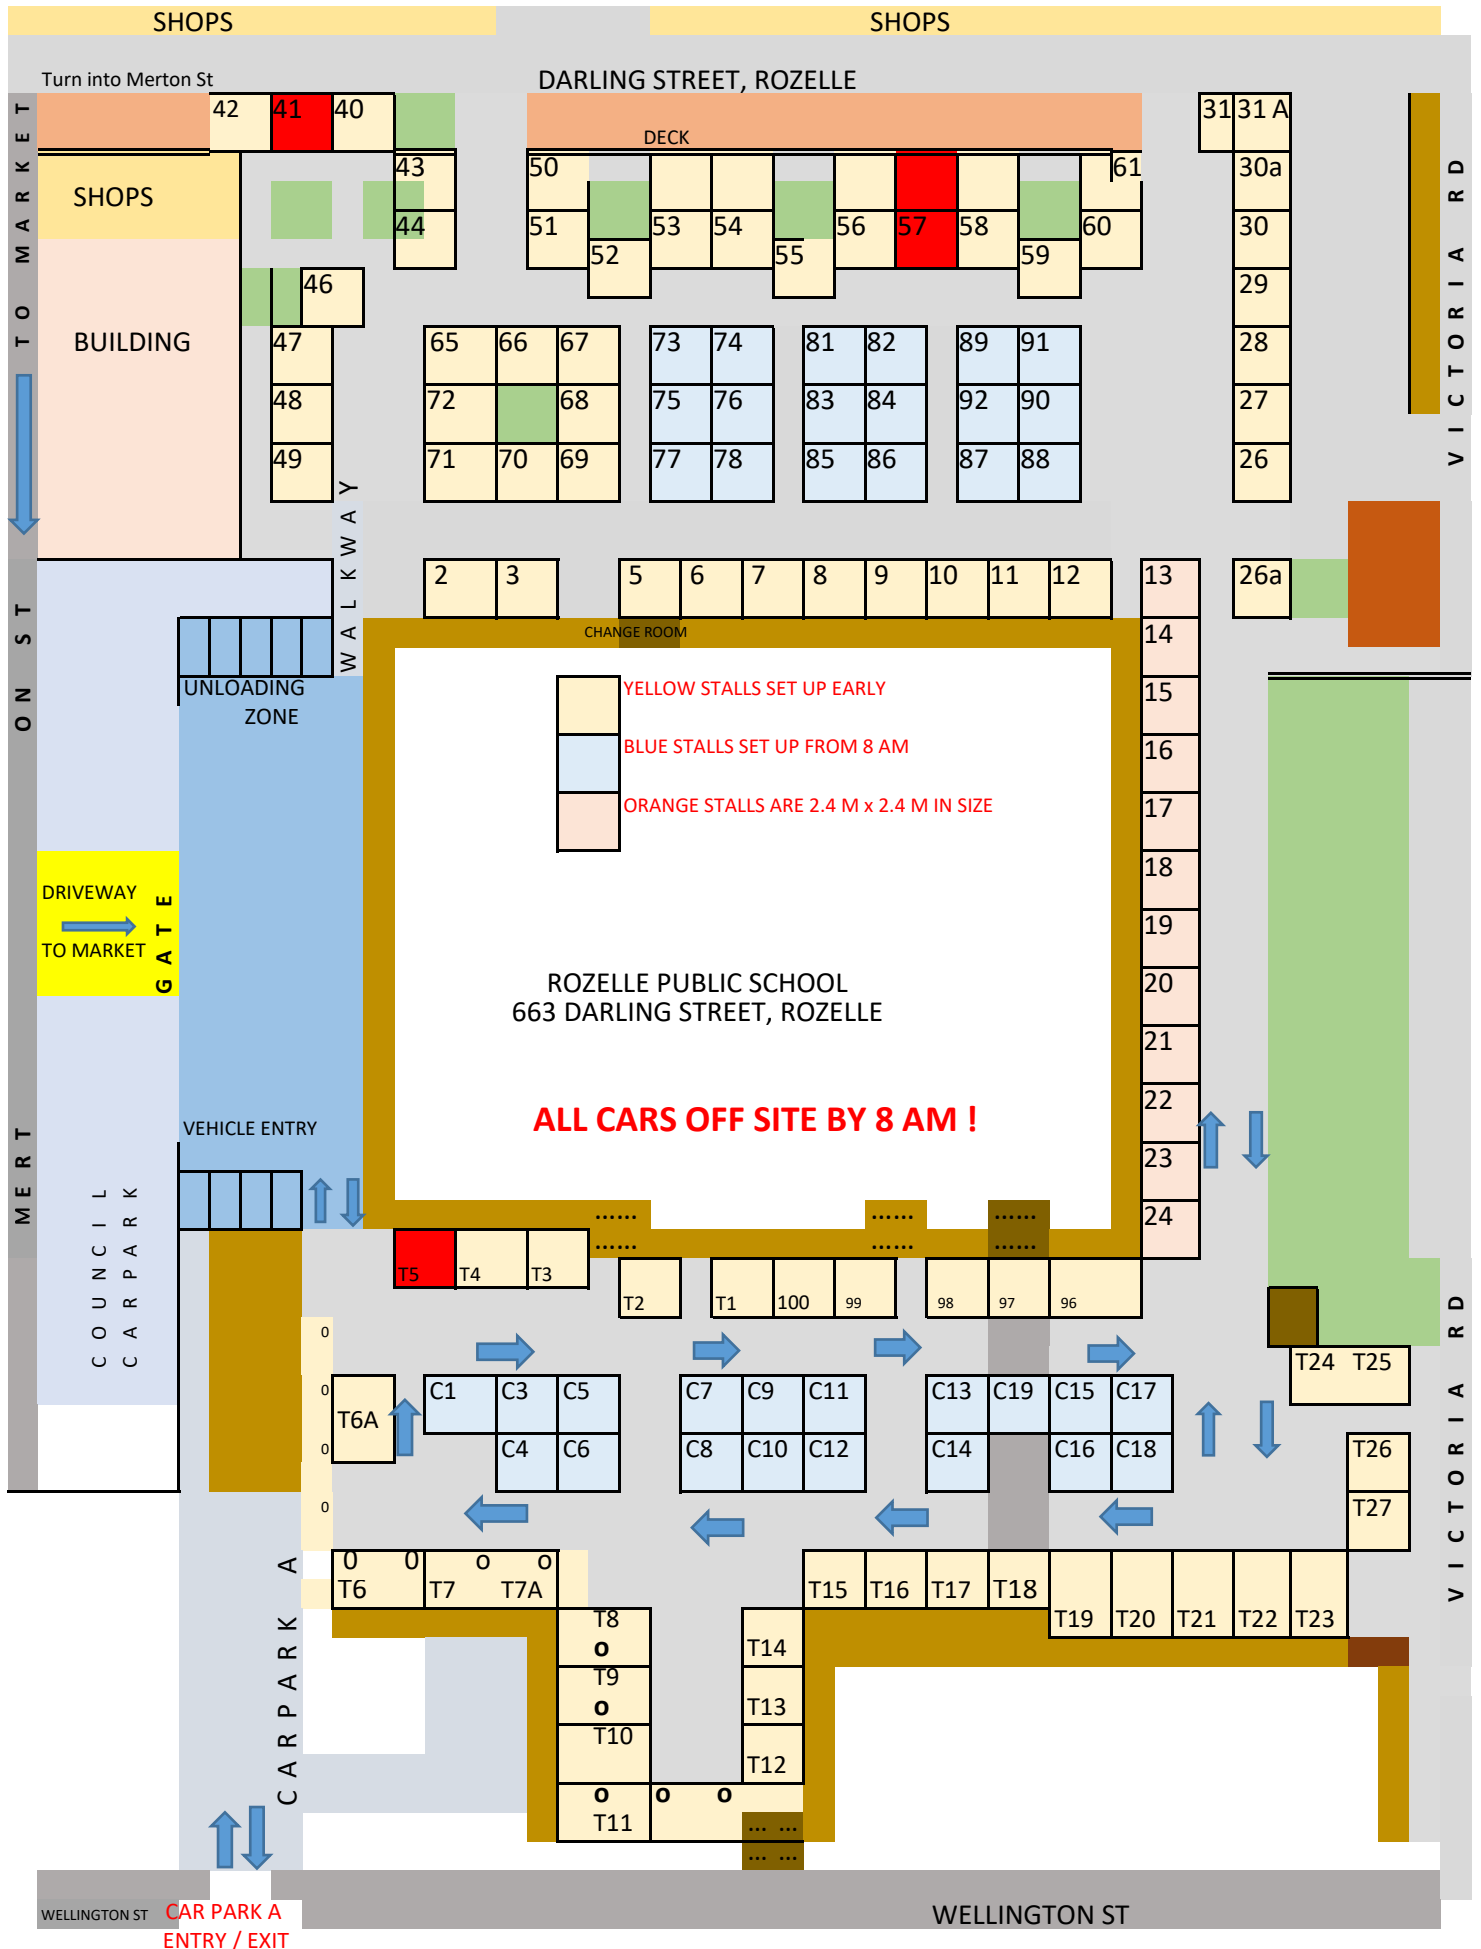 SHOPS SHOPS
Turn into Merton St DARLING STREET, ROZELLE
42 41 40 31 31 A
DECK
43 50 61 30a
SHOPS
44 51 53 54 56 57 58 60 30
52 55 59
46 29
BUILDING 47 65 66 67 73 74 81 82 89 91 28
48 72 68 75 76 83 84 92 90 27
49 71 70 69 77 78 85 86 87 88 26
TO MARKET
VICTORIA RD
WALKWAY
2 3 5 6 7 8 9 10 11 12 13 26a
CHANGE ROOM 14
MERTON ST
UNLOADING
ZONE
YELLOW STALLS SET UP EARLY 15
BLUE STALLS SET UP FROM 8 AM 16
ORANGE STALLS ARE 2.4 M x 2.4 M IN SIZE 17
18
DRIVEWAY
TO MARKET
GATE
19
ROZELLE PUBLIC SCHOOL 20
663 DARLING STREET, ROZELLE
21
ALL CARS OFF SITE BY 8 AM !
22
VEHICLE ENTRY
23
COUNCIL
CARPARK
...... ...... ...... 24
...... ...... ......
T5 T4 T3
T2 T1 100 99 98 97 96
0
VICTORIA RD
T24 T25
0 C1 C3 C5 C7 C9 C11 C13 C19 C15 C17
T6A
0 C4 C6 C8 C10 C12 C14 C16 C18 T26
0 T27
0 0 o o
T6 T7 T7A T15 T16 T17 T18
T8 T19 T20 T21 T22 T23
o T14
T9
o T13
T10
T12
o o o
T11
... ...
... ...
CARPARK A
WELLINGTON ST CAR PARK A WELLINGTON ST
ENTRY / EXIT